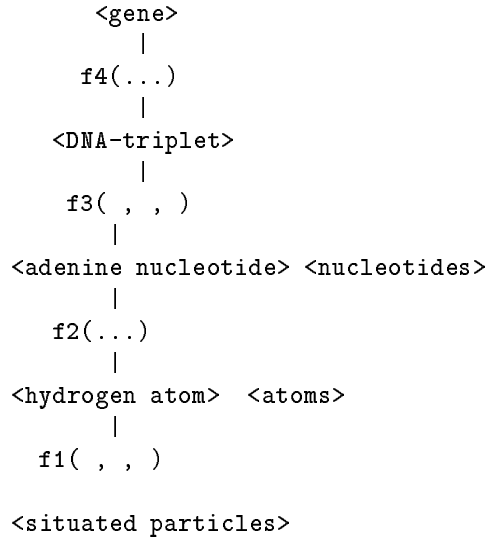 <gene>
|
f4(...)
|
<DNA-triplet>
|
f3( , , )
|
<adenine nucleotide> <nucleotides>
|
f2(...)
|
<hydrogen atom>  <atoms>
|
f1( , , )
<situated particles>